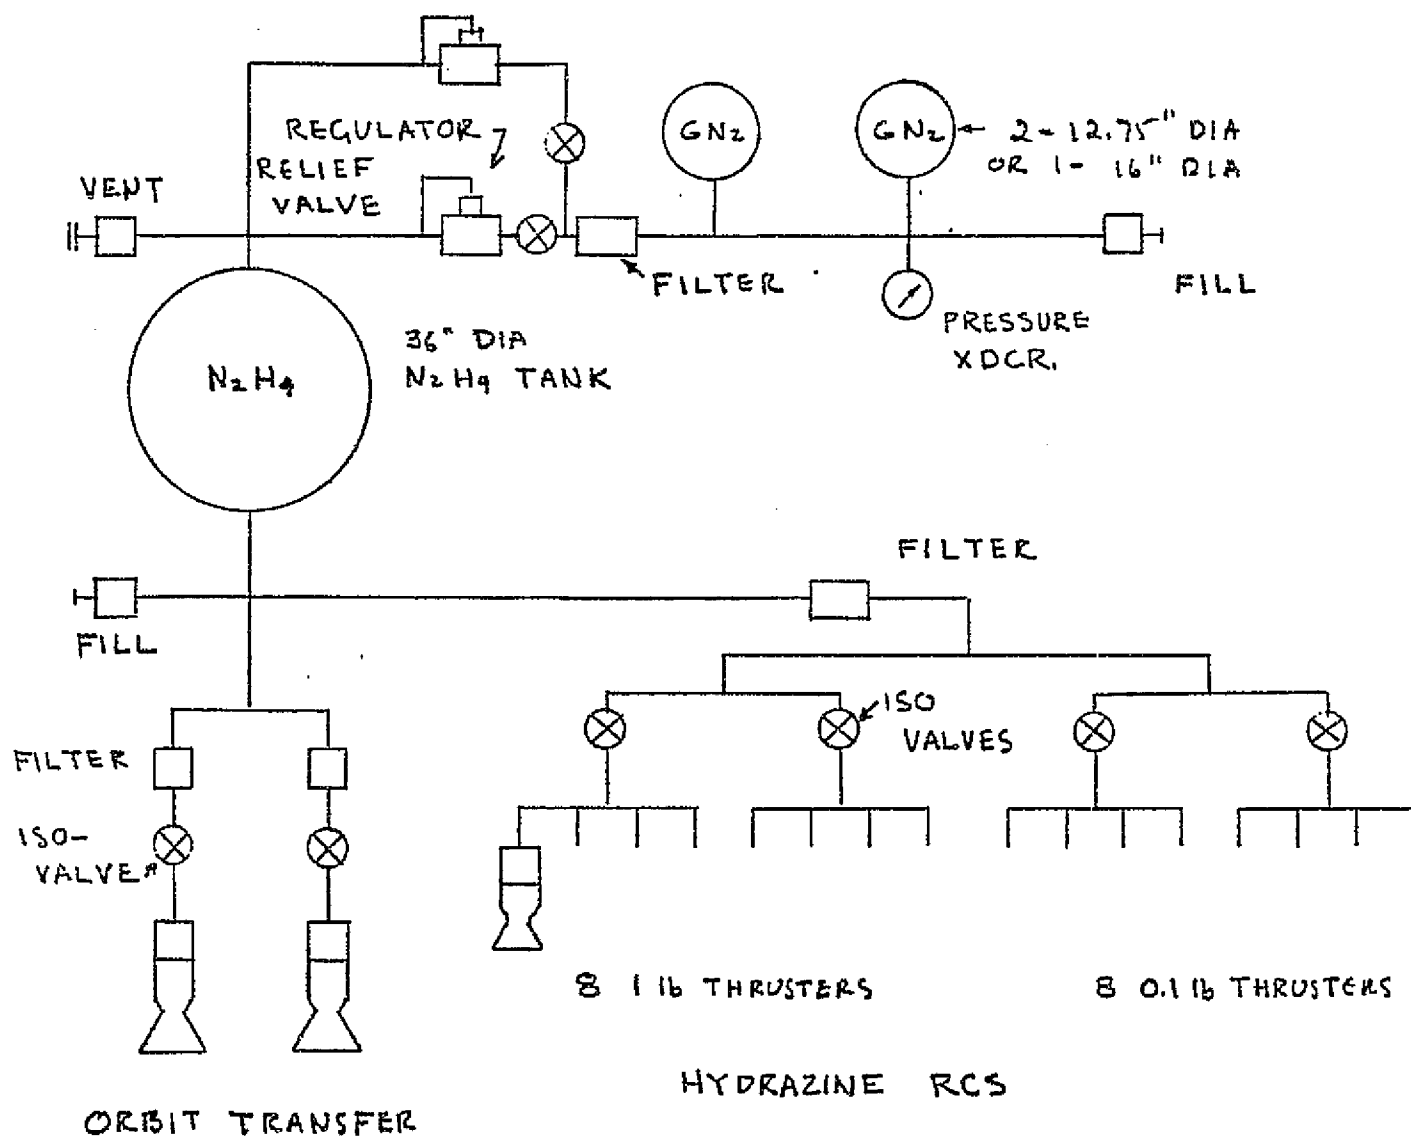 REGULATOR
RELIEF
VALVE
VENT
GN2
GN2
2-12.75" DIA
OR 1- 16" DIA
FILTER
FILL
PRESSURE
XDCR.
36" DIA
N2H4 TANK
N2H4
FILTER
FILL
ISO
VALVES
FILTER
ISO-
VALVE
8 1 lb THRUSTERS
8 0.1 lb THRUSTERS
HYDRAZINE RCS
ORBIT TRANSFER